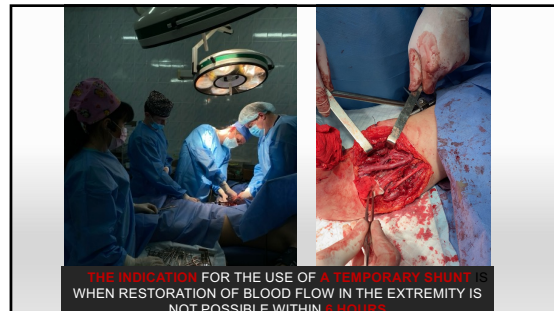 THE INDICATION FOR THE USE OF A TEMPORARY SHUNT IS
WHEN RESTORATION OF BLOOD FLOW IN THE EXTREMITY IS
NOT POSSIBLE WITHIN 6 HOURS